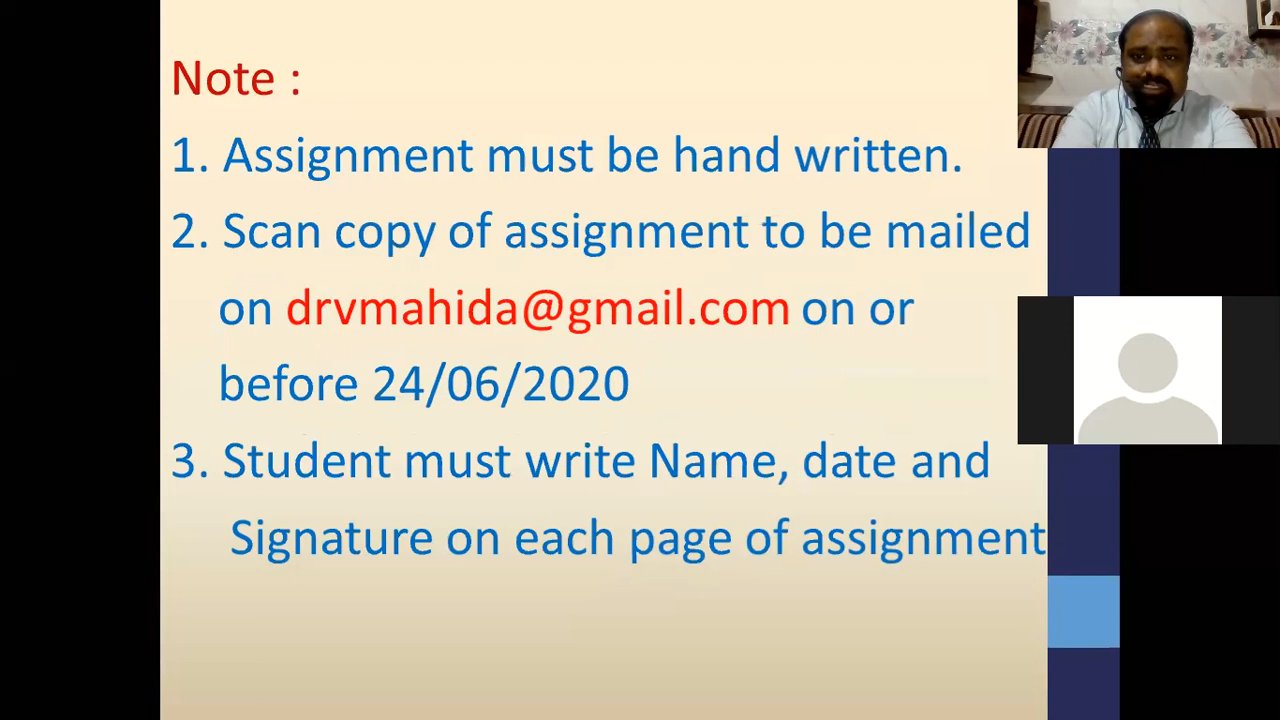 Note :
1. Assignment must be hand written.
2. Scan copy of assignment to be mailed
on drvmahida@gmail.com on or
before 24/06/2020
3. Student must write Name, date and
Signature on each page of assignment